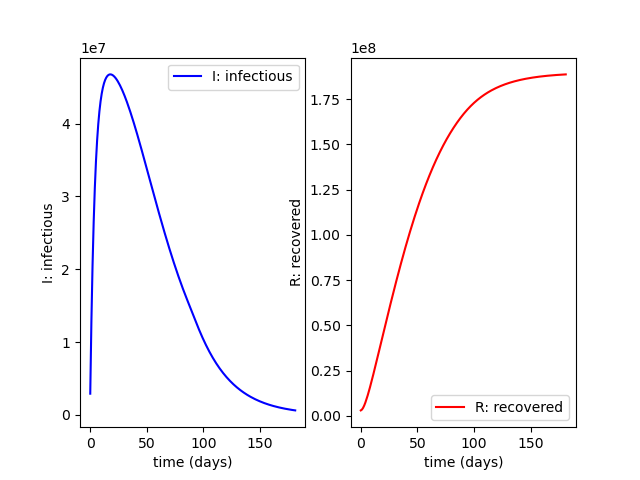 1e7
I: infectious
4
3
2
1
0
I: infectious
0
50
100
150
time (days)
1e8
1.75
1.50
1.25
1.00
0.75
0.50
0.25
0.00
R: recovered
R: recovered
0
50
100
150
time (days)